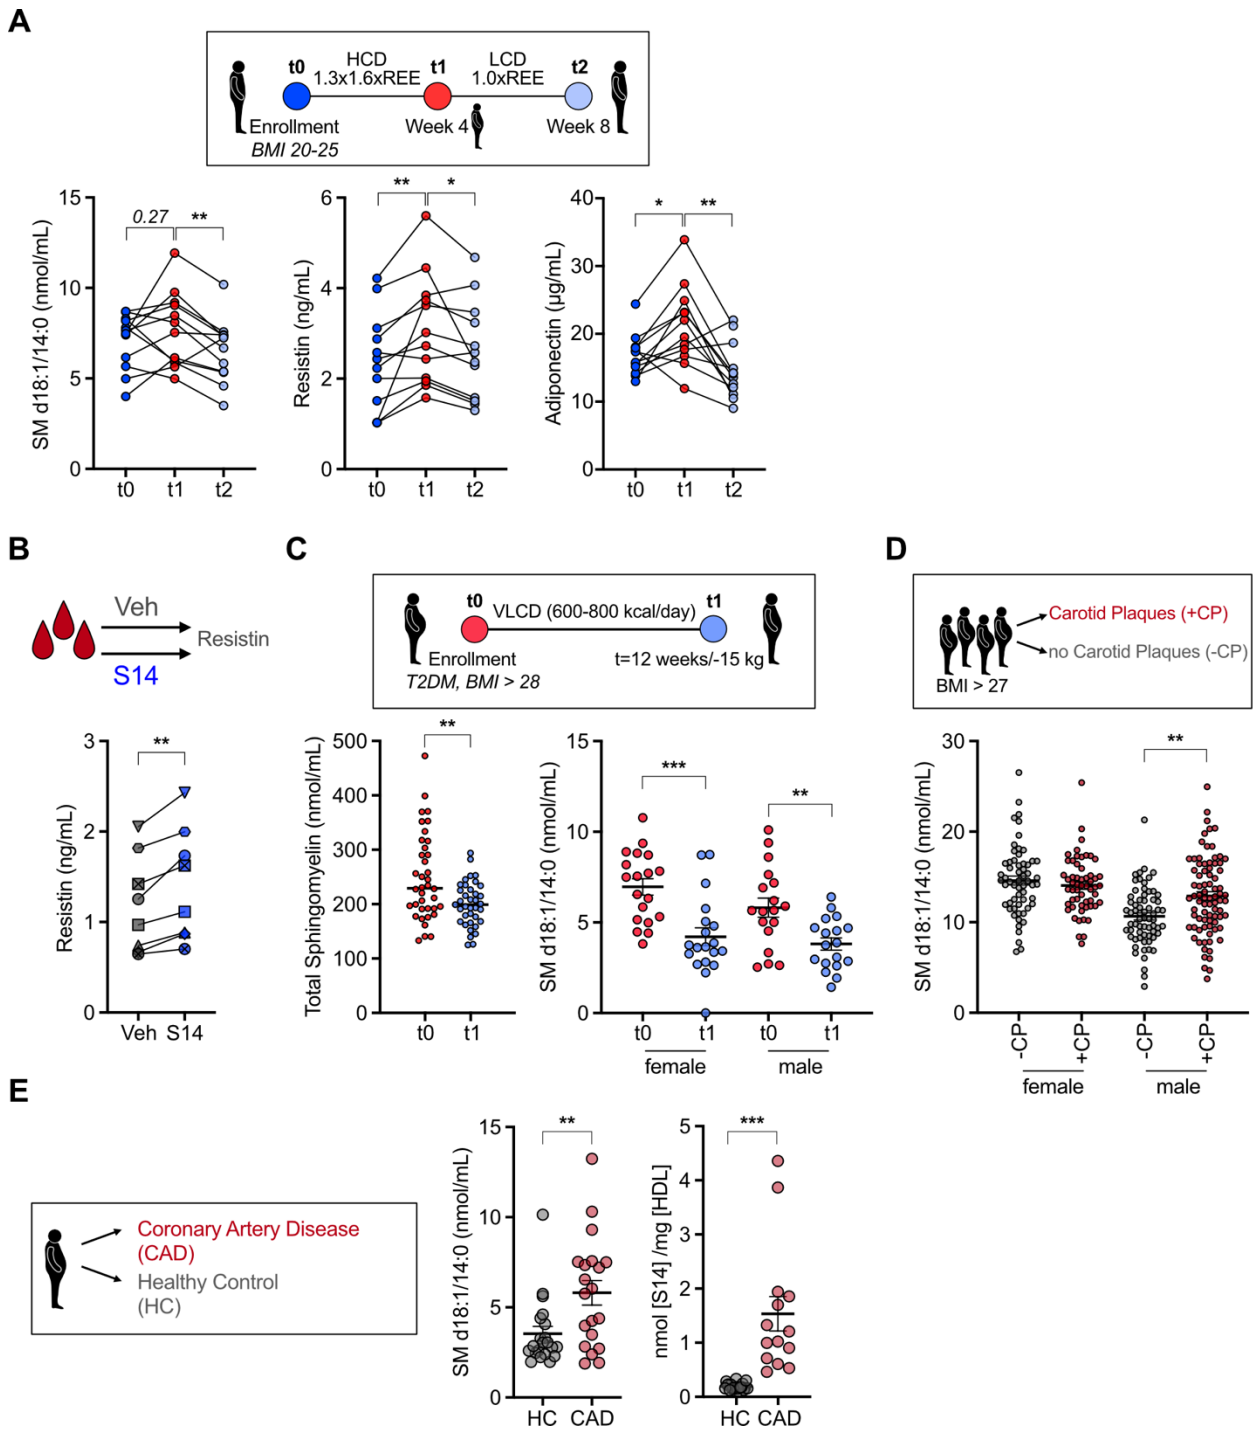 A
t0 HCD 1.3x1.6xREE t1 LCD 1.0xREE t2
Enrollment Week 4 Week 8
BMI 20-25
SM d18:1/14:0 (nmol/mL)
15
10
5
0
0.27 **
t0 t1 t2
Resistin (ng/mL)
6
4
2
0
** *
t0 t1 t2
Adiponectin (µg/mL)
40
30
20
10
0
* **
t0 t1 t2
B
Veh
S14
Resistin
Resistin (ng/mL)
3
2
1
0
**
Veh S14
C
t0 VLCD (600-800 kcal/day) t1
Enrollment t=12 weeks/-15 kg
T2DM, BMI > 28
Total Sphingomyelin (nmol/mL)
500
400
300
200
100
0
**
t0 t1
SM d18:1/14:0 (nmol/mL)
15
10
5
0
*** **
t0 t1 t0 t1
female male
D
Carotid Plaques (+CP)
no Carotid Plaques (-CP)
BMI > 27
SM d18:1/14:0 (nmol/mL)
30
20
10
0
**
-CP +CP -CP +CP
female male
E
Coronary Artery Disease
(CAD)
Healthy Control
(HC)
SM d18:1/14:0 (nmol/mL)
15
10
5
0
**
HC CAD
nmol [S14] /mg [HDL]
5
4
3
2
1
0
***
HC CAD